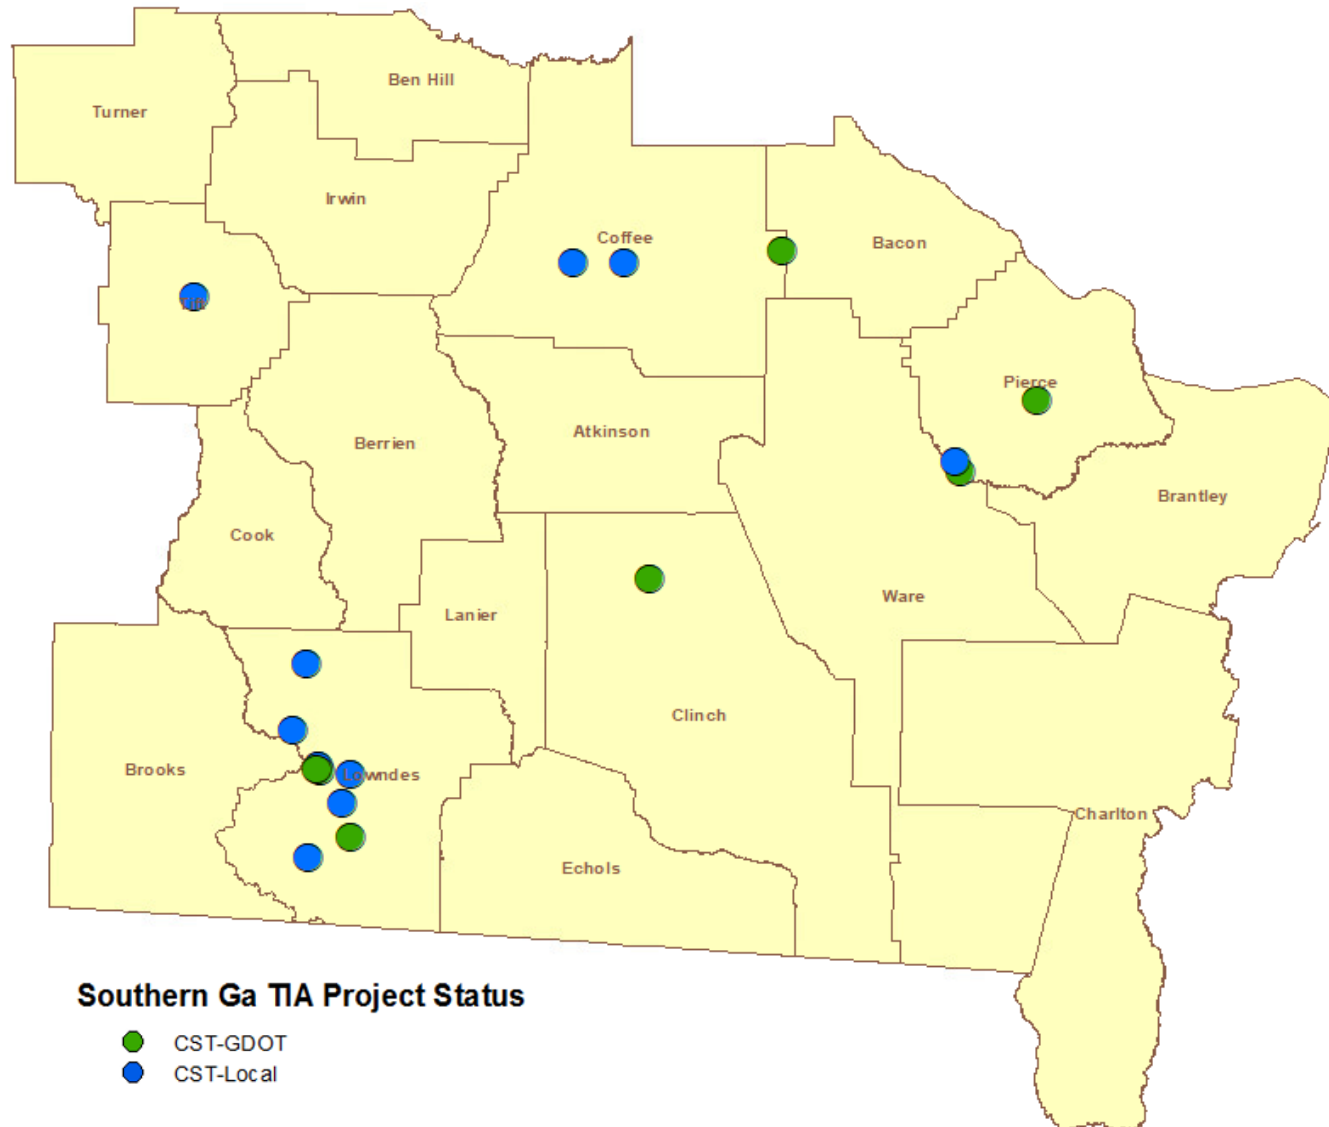 Ben Hill
Turner
Irwin
Coffee
Bacon
Tift
Pierce
Atkinson
Berrien
Brantley
Cook
Ware
Lanier
Clinch
Brooks
Lowndes
Charlton
Echols
Southern Ga TIA Project Status
CST-GDOT
CST-Local